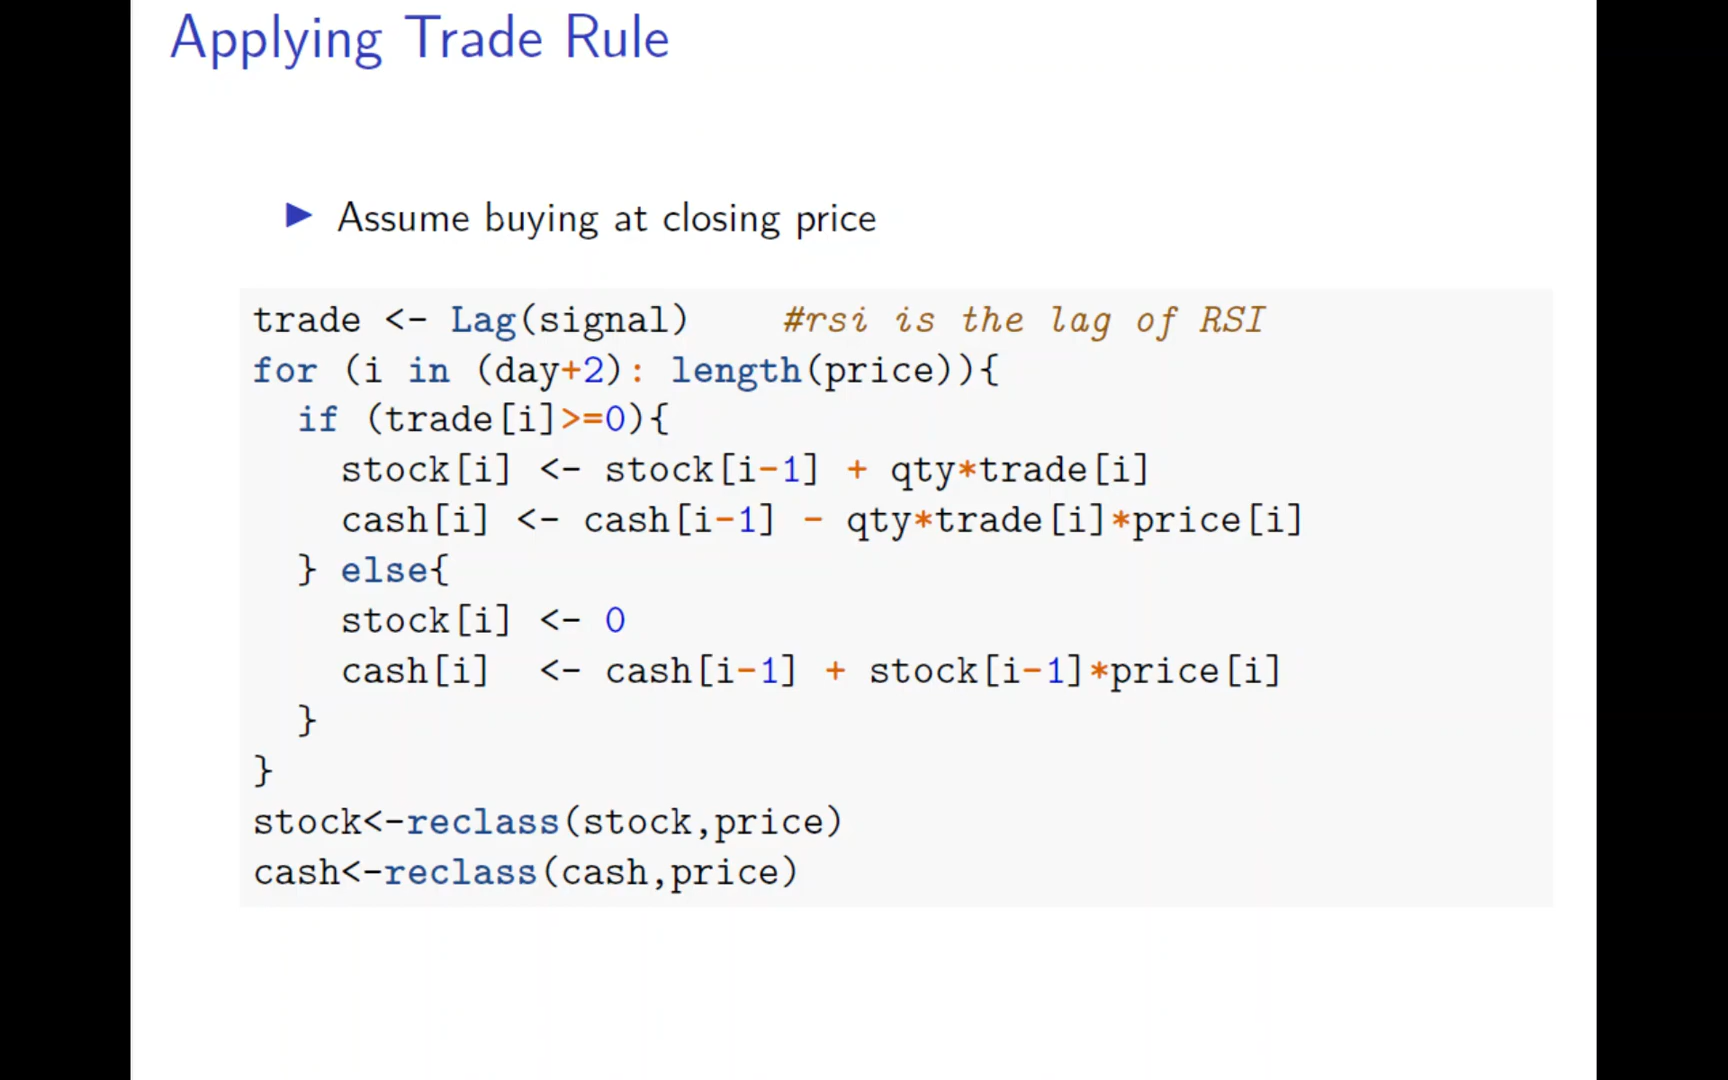 Applying Trade Rule
▶ Assume buying at closing price
trade <- Lag(signal)    #rsi is the lag of RSI
for (i in (day+2): length(price)){
  if (trade[i]>=0){
    stock[i] <- stock[i-1] + qty*trade[i]
    cash[i] <- cash[i-1] - qty*trade[i]*price[i]
  } else{
    stock[i] <- 0
    cash[i]  <- cash[i-1] + stock[i-1]*price[i]
  }
}
stock<-reclass(stock,price)
cash<-reclass(cash,price)